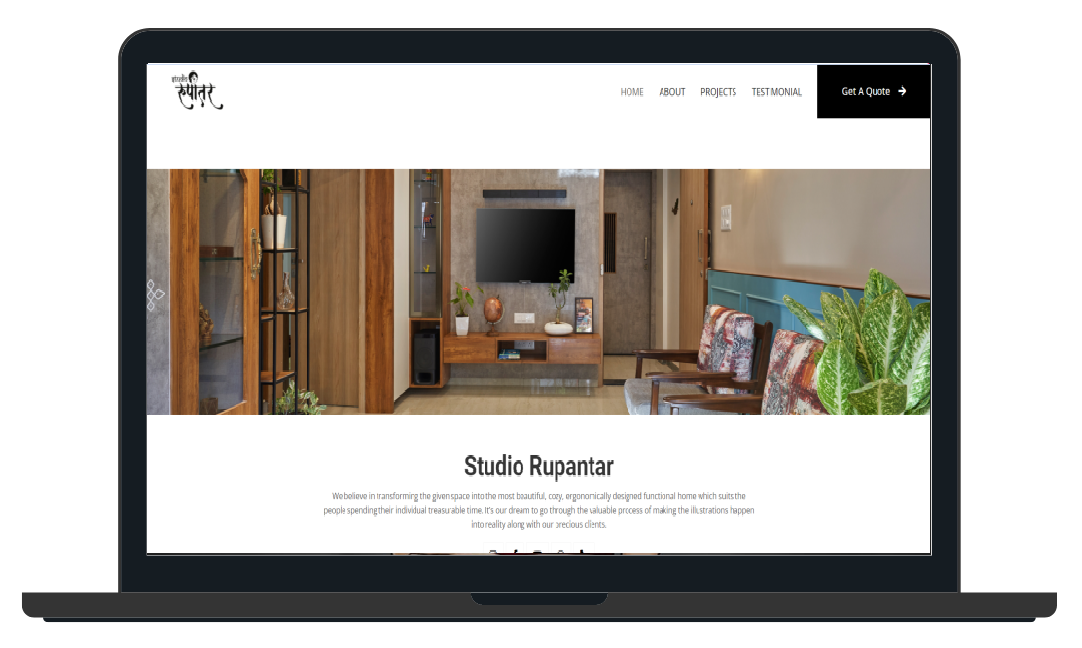 studio
रुपांतर
HOME ABOUT PROJECTS TESTIMONIAL Get A Quote
Studio Rupantar
We believe in transforming the given space into the most beautiful, cozy, ergonomically designed functional home which suits the
people spending their individual treasurable time. It's our dream to go through the valuable process of making the illustrations happen
into reality along with our precious clients.